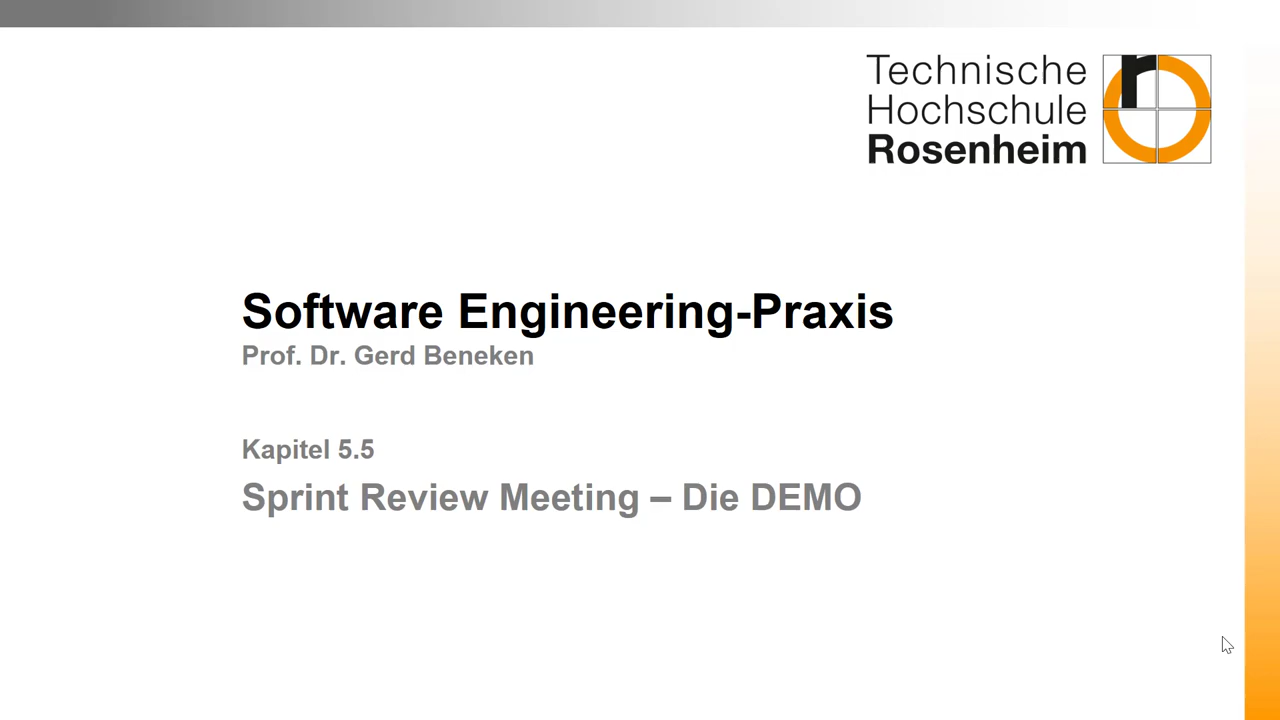 Technische
Hochschule
Rosenheim
Software Engineering-Praxis
Prof. Dr. Gerd Beneken
Kapitel 5.5
Sprint Review Meeting – Die DEMO